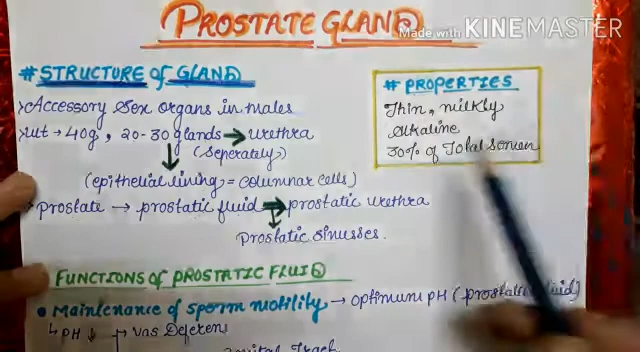 PROSTATE GLAND
Made with KINEMASTER
# STRUCTURE of GLAND
Accessory Sex organs in males
wt → 40g, 20-30 glands → urethra
(seperately)
(epithelial lining = columnar cells)
Prostate → prostatic fluid → prostatic urethra
Prostatic sinusses.
# PROPERTIES
Thin, milkly
alkaline
30% of Total Semen
FUNCTIONS of PROSTATIC FLUID
• Maintenance of sperm motility → optimum pH (prostatic fluid)
↳ pH ↓ Vas Deferens
Track